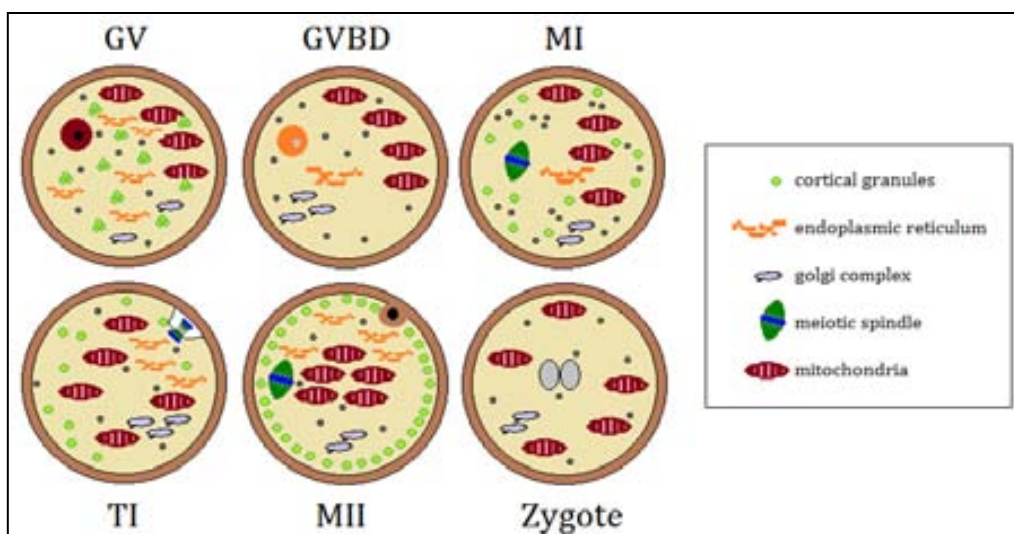 GV GVBD MI
cortical granules
endoplasmic reticulum
golgi complex
meiotic spindle
mitochondria
TI MII Zygote